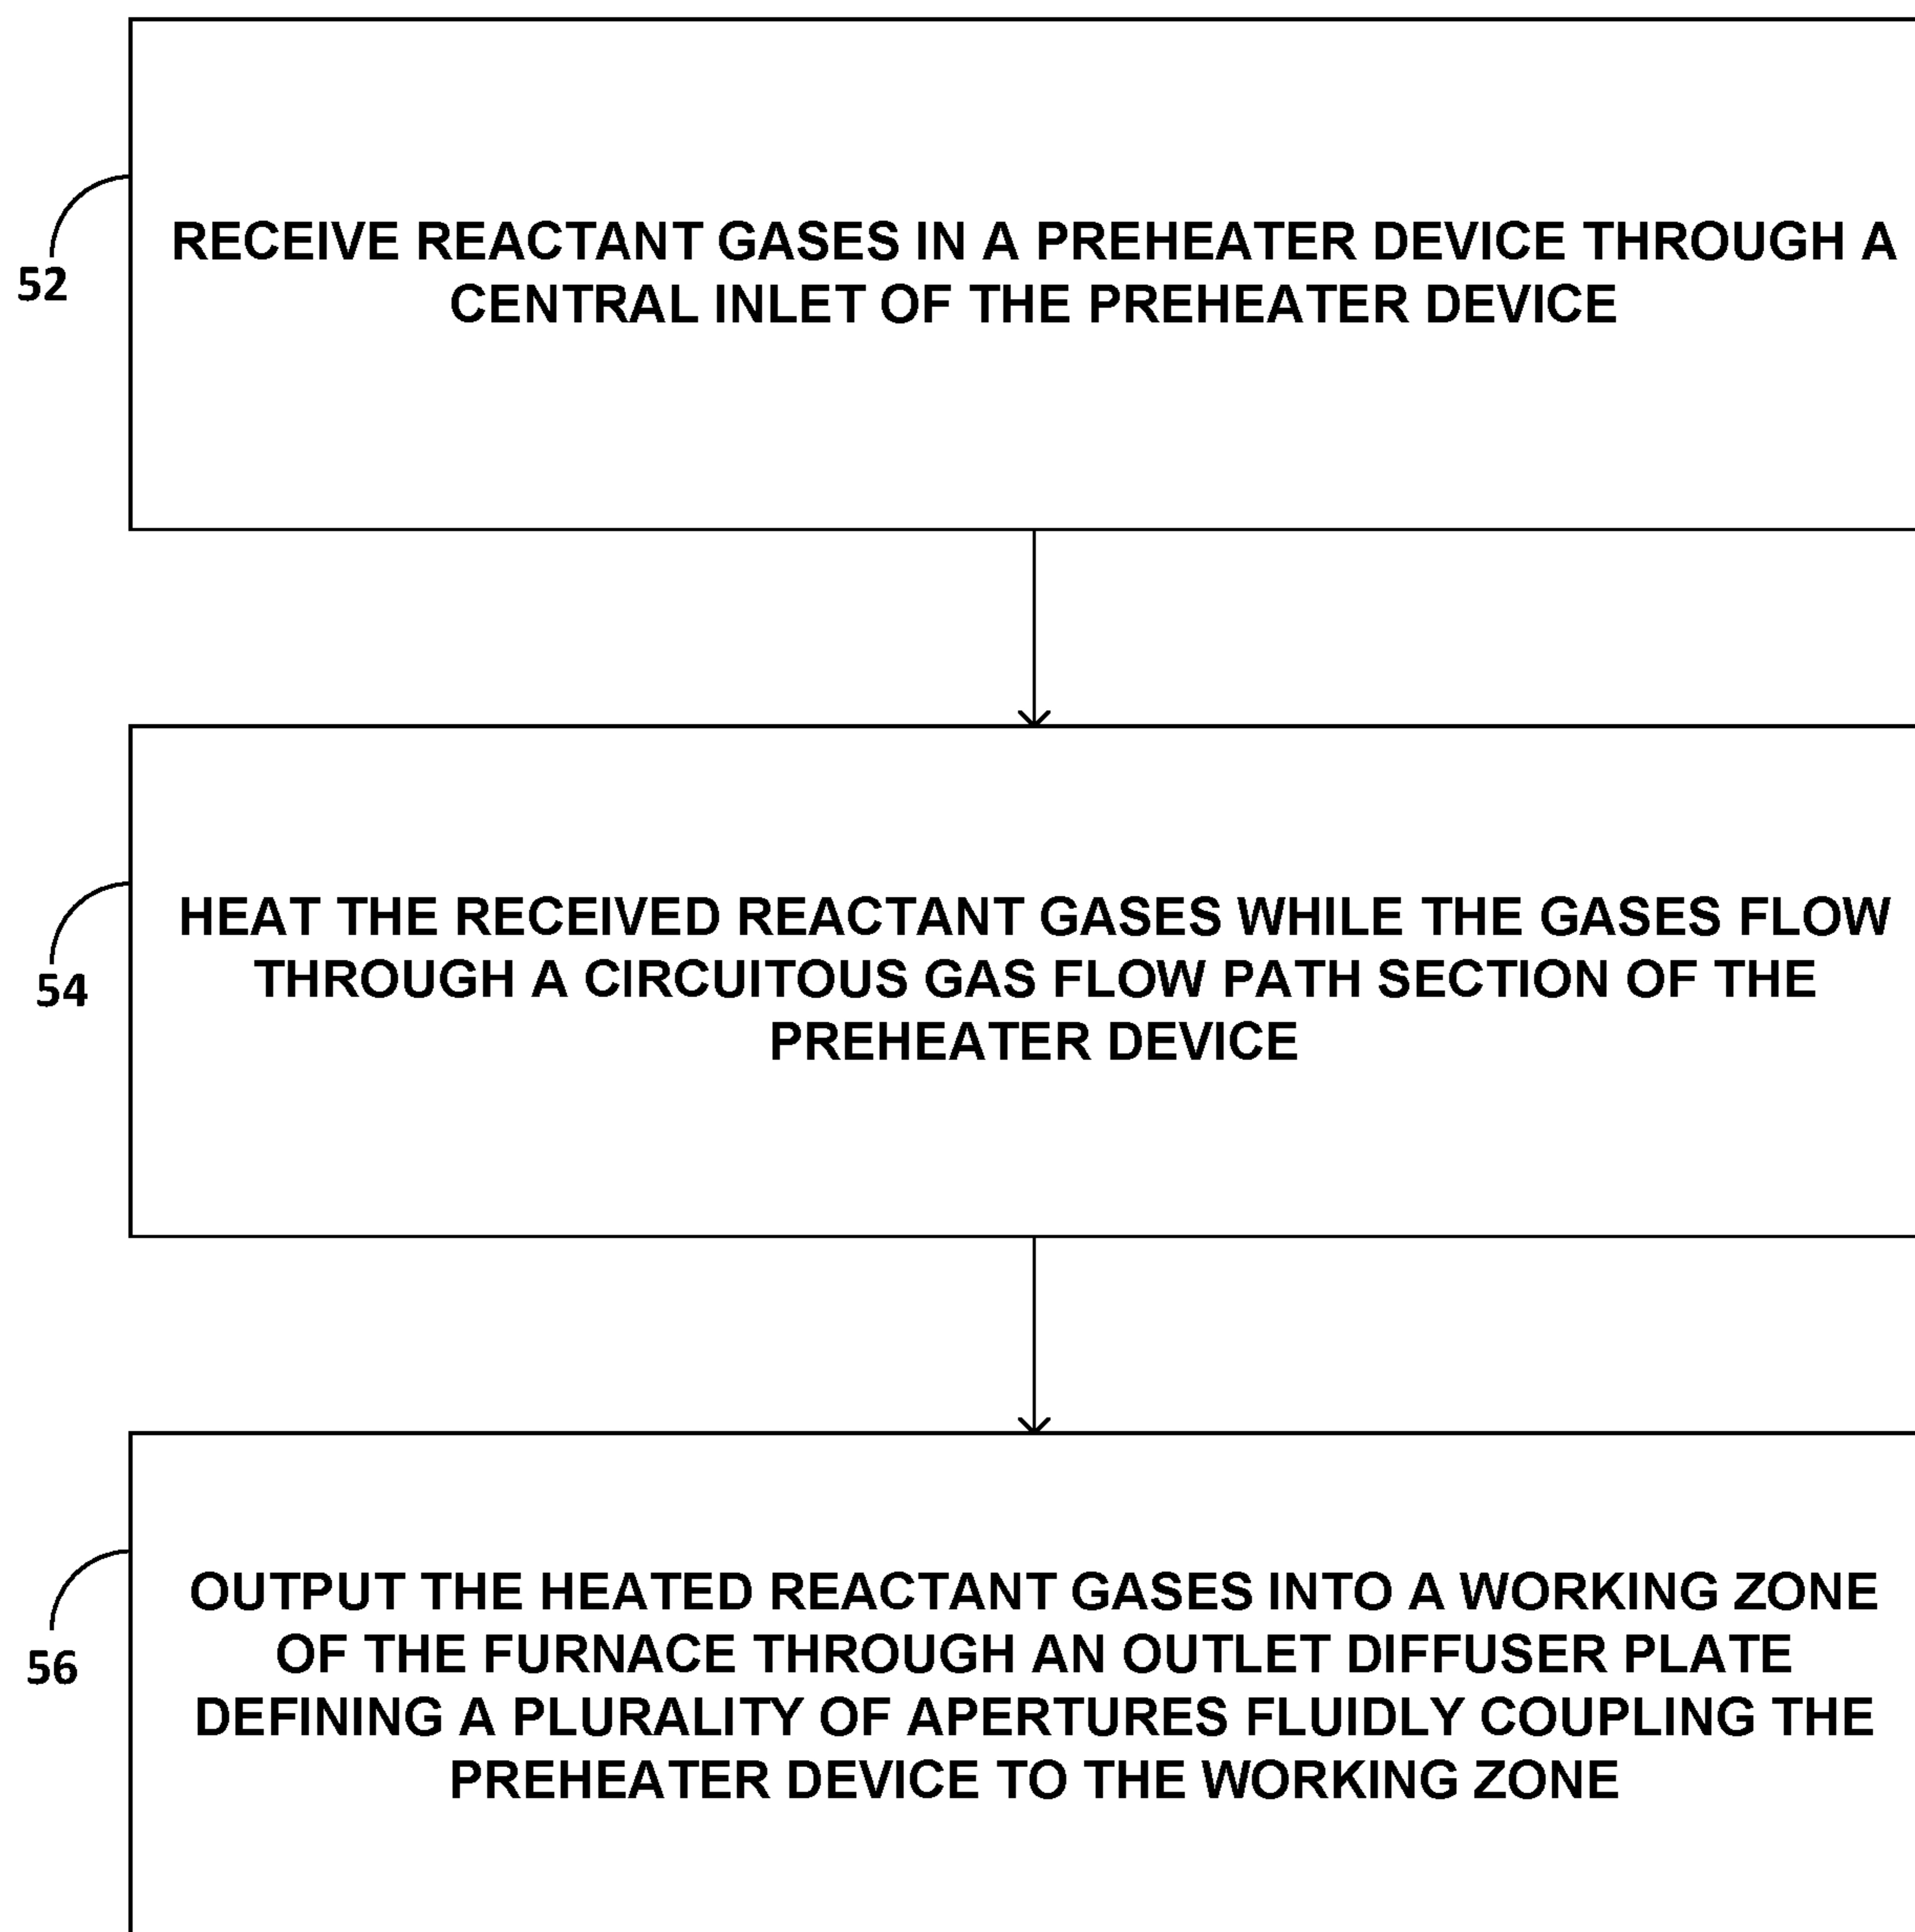 RECEIVE REACTANT GASES IN A PREHEATER DEVICE THROUGH A
CENTRAL INLET OF THE PREHEATER DEVICE
52
HEAT THE RECEIVED REACTANT GASES WHILE THE GASES FLOW
THROUGH A CIRCUITOUS GAS FLOW PATH SECTION OF THE
PREHEATER DEVICE
54
OUTPUT THE HEATED REACTANT GASES INTO A WORKING ZONE
OF THE FURNACE THROUGH AN OUTLET DIFFUSER PLATE
DEFINING A PLURALITY OF APERTURES FLUIDLY COUPLING THE
PREHEATER DEVICE TO THE WORKING ZONE
56